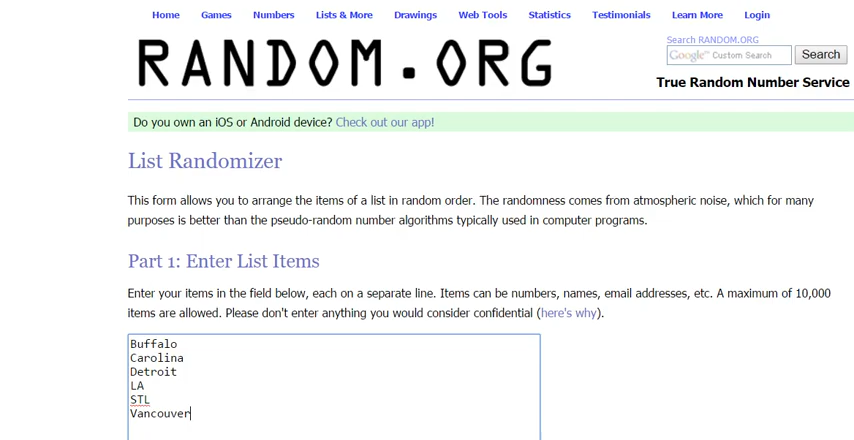 Home Games Numbers Lists & More Drawings Web Tools Statistics Testimonials Learn More Login
RANDOM.ORG
Search RANDOM.ORG
Google™ Custom Search Search
True Random Number Service
Do you own an iOS or Android device? Check out our app!
List Randomizer
This form allows you to arrange the items of a list in random order. The randomness comes from atmospheric noise, which for many
purposes is better than the pseudo-random number algorithms typically used in computer programs.
Part 1: Enter List Items
Enter your items in the field below, each on a separate line. Items can be numbers, names, email addresses, etc. A maximum of 10,000
items are allowed. Please don't enter anything you would consider confidential (here's why).
Buffalo
Carolina
Detroit
LA
STL
Vancouver